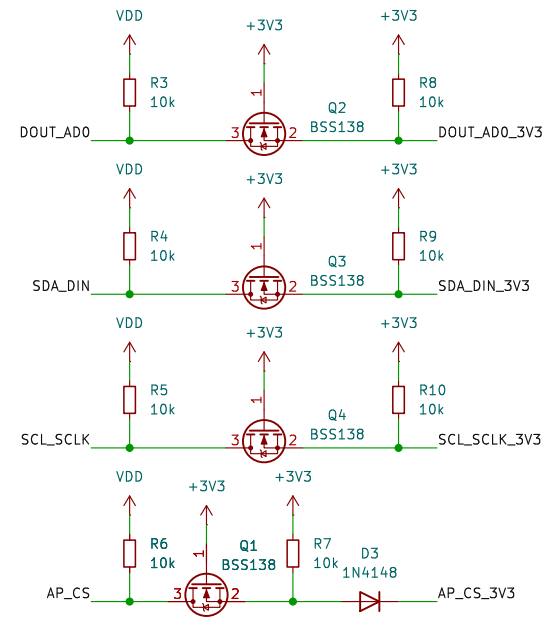 VDD
+3V3
+3V3
R3
10k
1
Q2
BSS138
R8
10k
DOUT_AD0
3
2
DOUT_AD0_3V3
VDD
+3V3
+3V3
R4
10k
1
Q3
BSS138
R9
10k
SDA_DIN
3
2
SDA_DIN_3V3
VDD
+3V3
+3V3
R5
10k
1
Q4
BSS138
R10
10k
SCL_SCLK
3
2
SCL_SCLK_3V3
VDD
+3V3
+3V3
R6
10k
1
Q1
BSS138
R7
10k
D3
1N4148
AP_CS
3
2
AP_CS_3V3